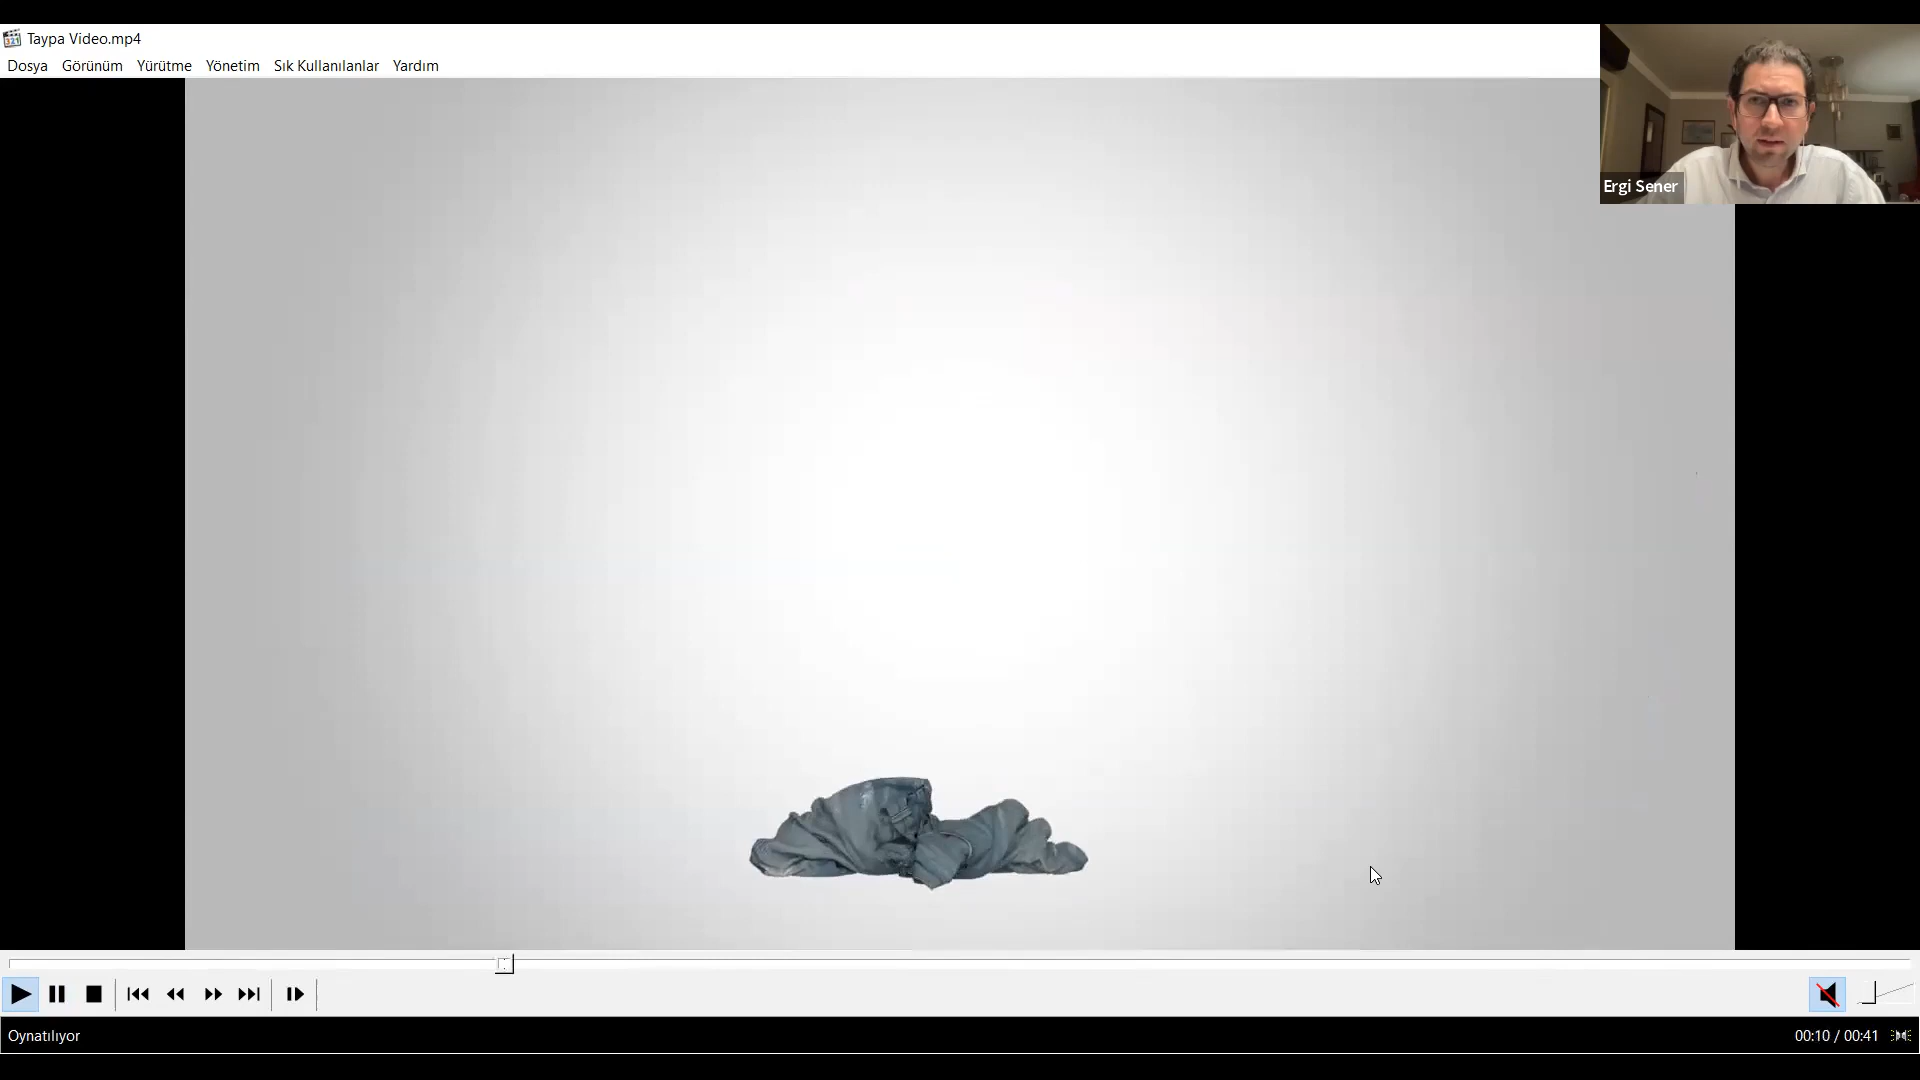 Taypa Video.mp4
Dosya Görünüm Yürütme Yönetim Sık Kullanılanlar Yardım
Ergi Sener
Oynatılıyor
00:10 / 00:41